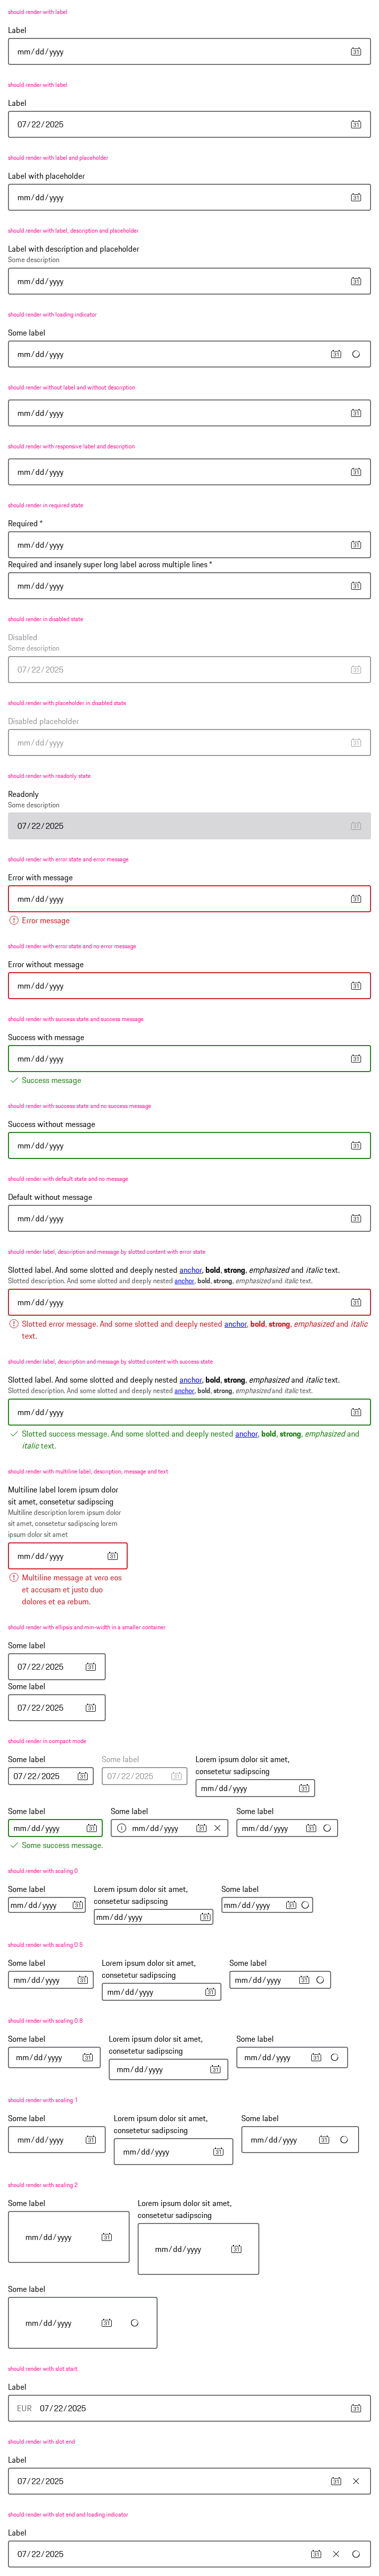 should render with label
Label
mm/dd/yyyy
should render with label
Label
07/22/2025
should render with label and placeholder
Label with placeholder
mm/dd/yyyy
should render with label, description and placeholder
Label with description and placeholder
Some description
mm/dd/yyyy
should render with loading indicator
Some label
mm/dd/yyyy
should render without label and without description
mm/dd/yyyy
should render with responsive label and description
mm/dd/yyyy
should render in required state
Required *
mm/dd/yyyy
Required and insanely super long label across multiple lines *
mm/dd/yyyy
should render in disabled state
Disabled
Some description
07/22/2025
should render with placeholder in disabled state
Disabled placeholder
mm/dd/yyyy
should render with readonly state
Readonly
Some description
07/22/2025
should render with error state and error message
Error with message
mm/dd/yyyy
Error message
should render with error state and no error message
Error without message
mm/dd/yyyy
should render with success state and success message
Success with message
mm/dd/yyyy
Success message
should render with success state and no success message
Success without message
mm/dd/yyyy
should render with default state and no message
Default without message
mm/dd/yyyy
should render label, description and message by slotted content with error state
Slotted label. And some slotted and deeply nested anchor, bold, strong, emphasized and italic text.
Slotted description. And some slotted and deeply nested anchor, bold, strong, emphasized and italic text.
mm/dd/yyyy
Slotted error message. And some slotted and deeply nested anchor, bold, strong, emphasized and italic
text.
should render label, description and message by slotted content with success state
Slotted label. And some slotted and deeply nested anchor, bold, strong, emphasized and italic text.
Slotted description. And some slotted and deeply nested anchor, bold, strong, emphasized and italic text.
mm/dd/yyyy
Slotted success message. And some slotted and deeply nested anchor, bold, strong, emphasized and
italic text.
should render with multiline label, description, message and text
Multiline label lorem ipsum dolor
sit amet, consetetur sadipscing
Multiline description lorem ipsum dolor
sit amet, consetetur sadipscing lorem
ipsum dolor sit amet
mm/dd/yyyy
Multiline message at vero eos
et accusam et justo duo
dolores et ea rebum.
should render with ellipsis and min-width in a smaller container
Some label
07/22/2025
Some label
07/22/2025
should render in compact mode
Some label
07/22/2025
Some label
07/22/2025
Lorem ipsum dolor sit amet,
consetetur sadipscing
mm/dd/yyyy
Some label
mm/dd/yyyy
Some success message.
Some label
mm/dd/yyyy
Some label
mm/dd/yyyy
should render with scaling 0
Some label
mm/dd/yyyy
Lorem ipsum dolor sit amet,
consetetur sadipscing
mm/dd/yyyy
Some label
mm/dd/yyyy
should render with scaling 0.5
Some label
mm/dd/yyyy
Lorem ipsum dolor sit amet,
consetetur sadipscing
mm/dd/yyyy
Some label
mm/dd/yyyy
should render with scaling 0.8
Some label
mm/dd/yyyy
Lorem ipsum dolor sit amet,
consetetur sadipscing
mm/dd/yyyy
Some label
mm/dd/yyyy
should render with scaling 1
Some label
mm/dd/yyyy
Lorem ipsum dolor sit amet,
consetetur sadipscing
mm/dd/yyyy
Some label
mm/dd/yyyy
should render with scaling 2
Some label
mm/dd/yyyy
Lorem ipsum dolor sit amet,
consetetur sadipscing
mm/dd/yyyy
Some label
mm/dd/yyyy
should render with slot start
Label
EUR 07/22/2025
should render with slot end
Label
07/22/2025
should render with slot end and loading indicator
Label
07/22/2025